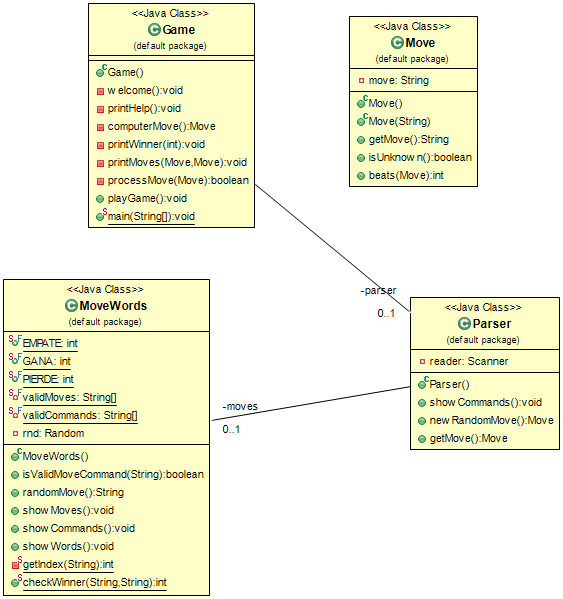 <<Java Class>>
Game
(default package)
Game()
welcome():void
printHelp():void
computerMove():Move
printWinner(int):void
printMoves(Move,Move):void
processMove(Move):boolean
playGame():void
main(String[]):void
<<Java Class>>
Move
(default package)
move: String
Move()
Move(String)
getMove():String
isUnknown():boolean
beats(Move):int
-parser
0..1
<<Java Class>>
MoveWords
(default package)
EMPATE: int
GANA: int
PIERDE: int
validMoves: String[]
validCommands: String[]
rnd: Random
MoveWords()
isValidMoveCommand(String):boolean
randomMove():String
showMoves():void
showCommands():void
showWords():void
getIndex(String):int
checkWinner(String,String):int
-moves
0..1
<<Java Class>>
Parser
(default package)
reader: Scanner
Parser()
showCommands():void
newRandomMove():Move
getMove():Move